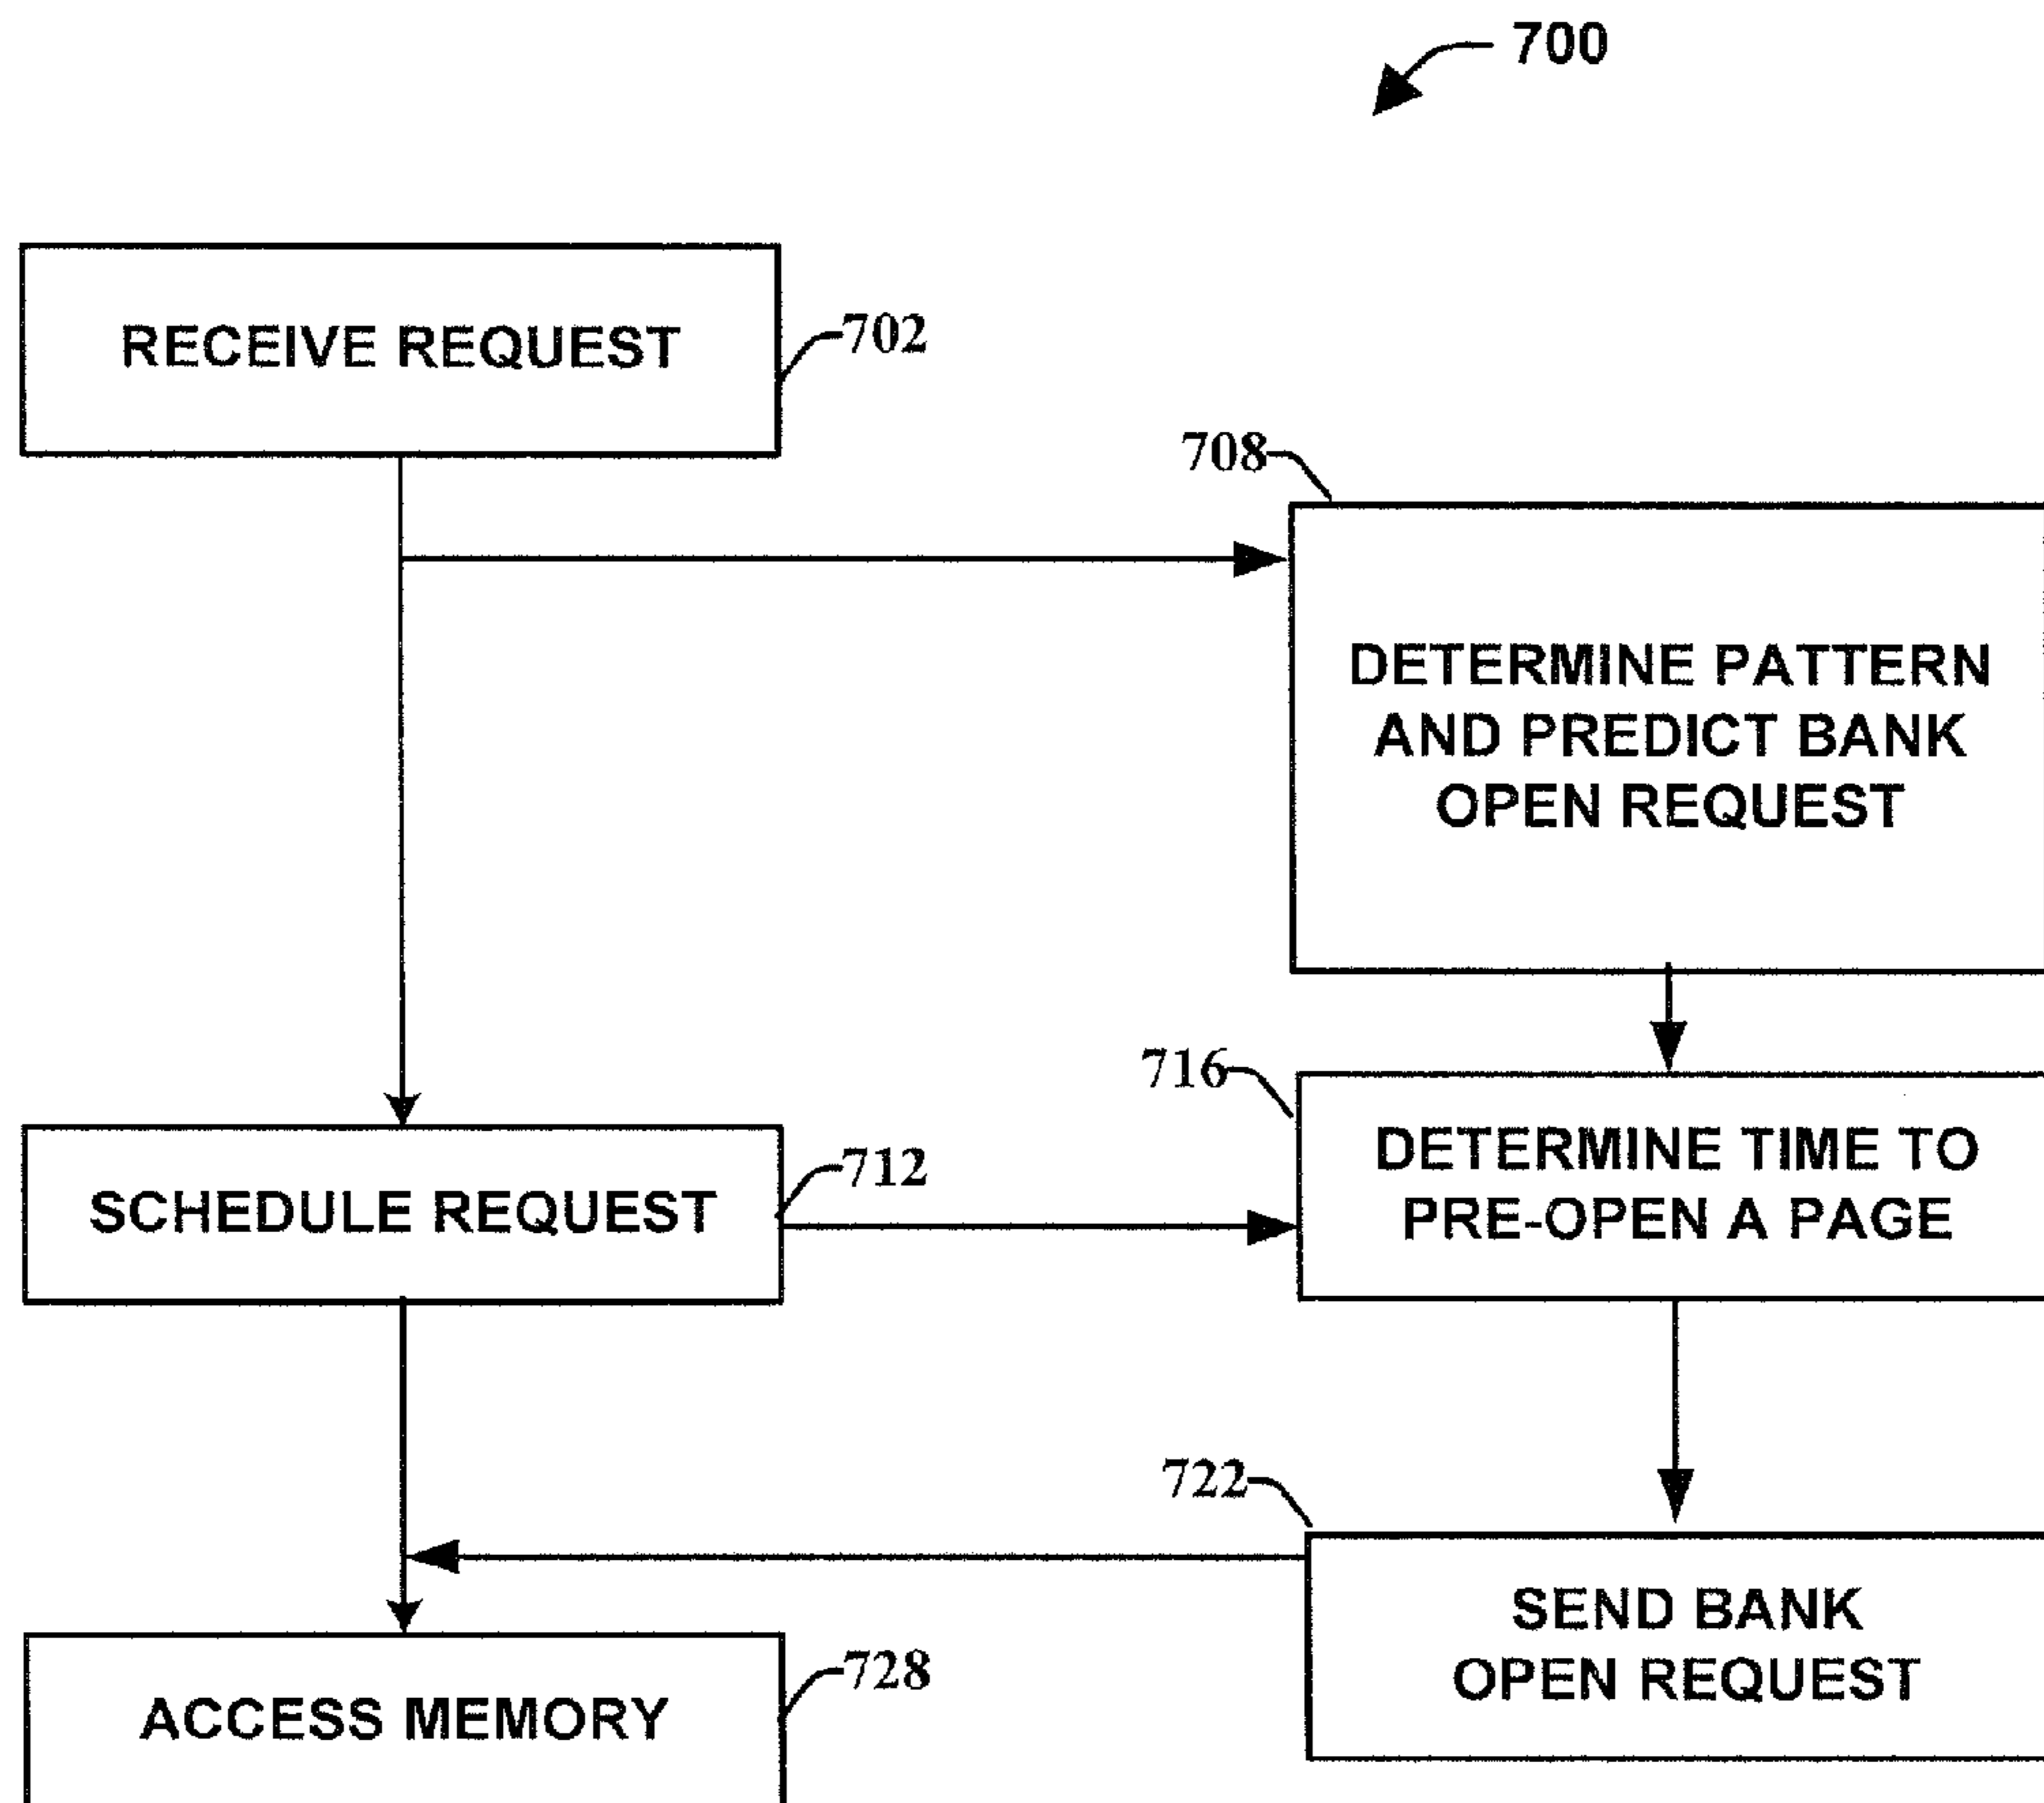 700
RECEIVE REQUEST
702
708
DETERMINE PATTERN
AND PREDICT BANK
OPEN REQUEST
716
DETERMINE TIME TO
PRE-OPEN A PAGE
SCHEDULE REQUEST
712
722
SEND BANK
OPEN REQUEST
ACCESS MEMORY
728